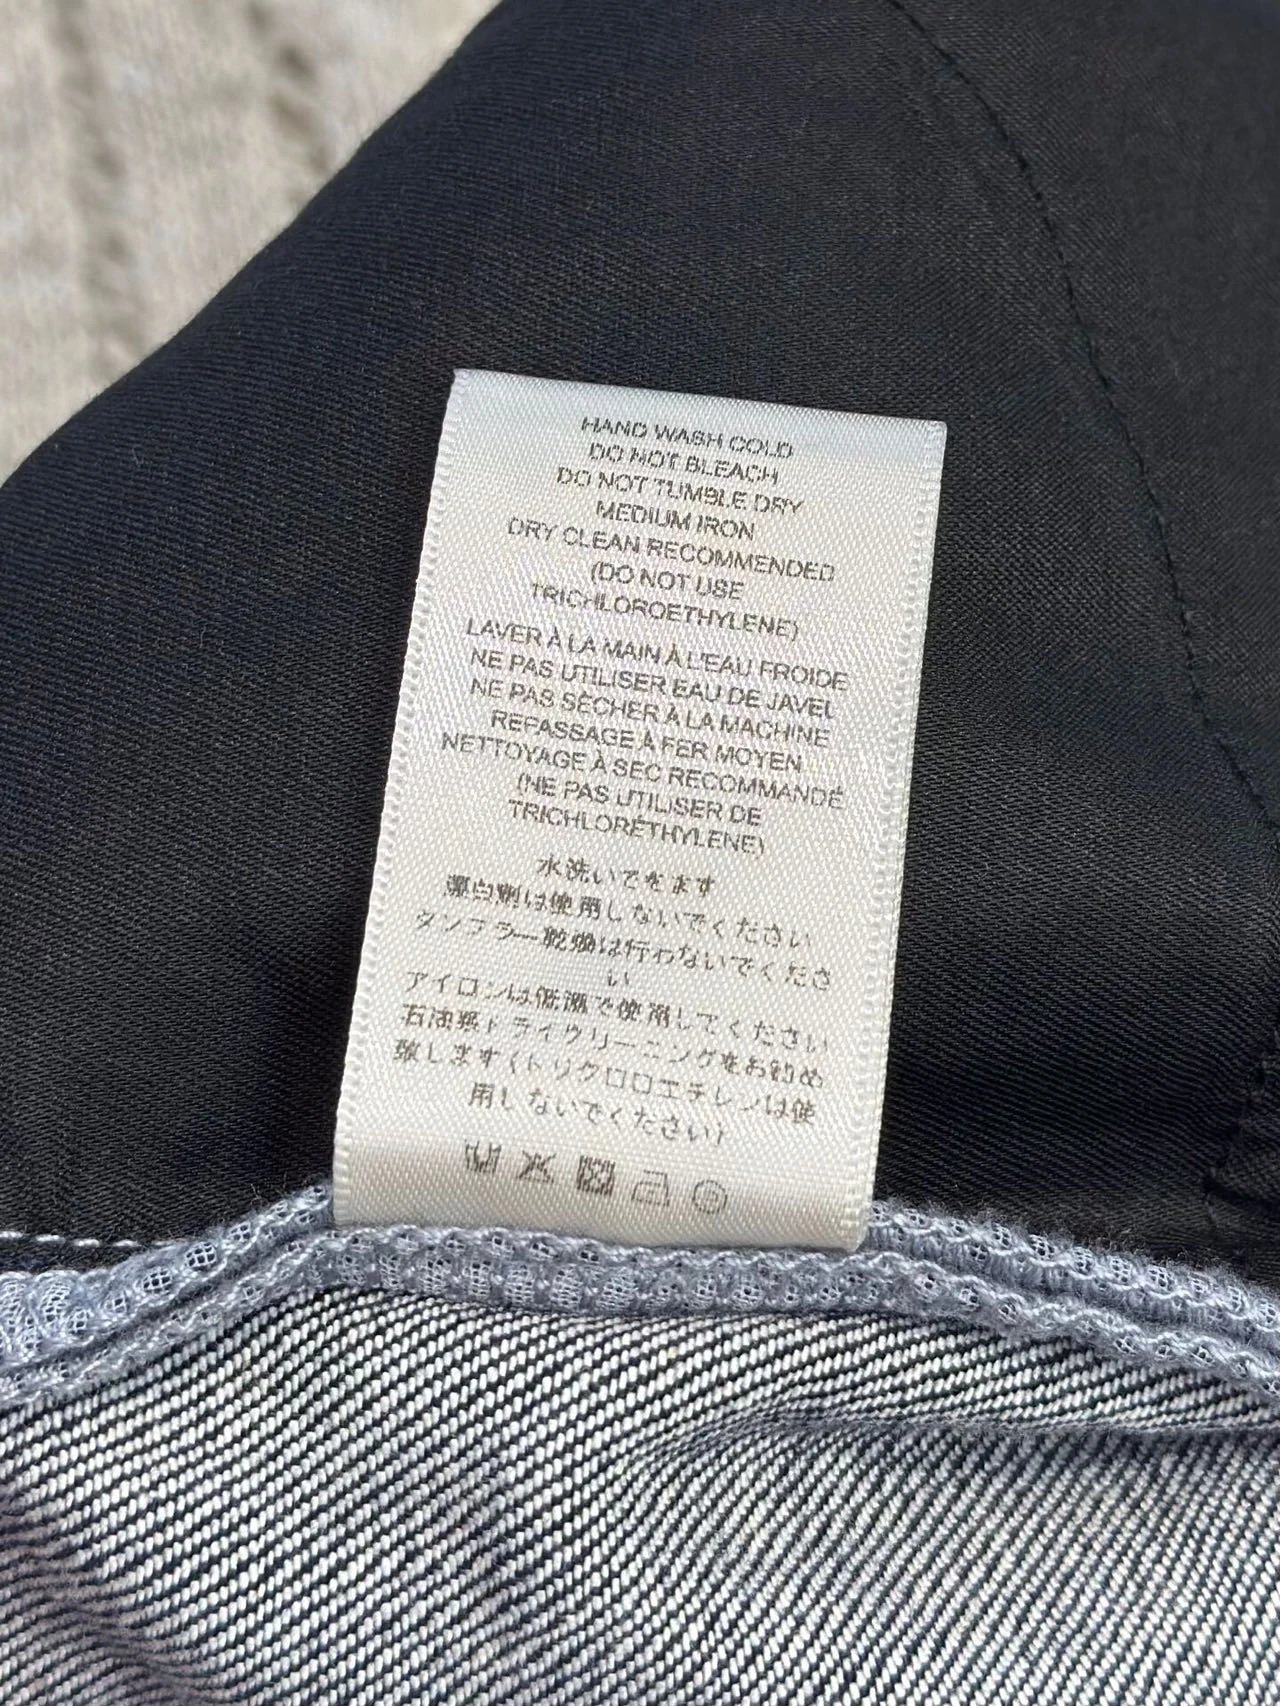 HAND WASH COLD
DO NOT BLEACH
DO NOT TUMBLE DRY
MEDIUM IRON
DRY CLEAN RECOMMENDED
(DO NOT USE
TRICHLOROETHYLENE)
LAVER À LA MAIN À L'EAU FROIDE
NE PAS UTILISER EAU DE JAVEL
NE PAS SÉCHER À LA MACHINE
REPASSAGE À FER MOYEN
NETTOYAGE À SEC RECOMMANDÉ
(NE PAS UTILISER DE
TRICHLORÉTHYLENE)
水洗いできます
漂白剤は使用しないでください
タンブラー乾燥は行わないでくださ
い
アイロンは低温で使用してください
石油系ドライクリーニングをお勧め
致します(トリクロロエチレンは使
用しないでください)